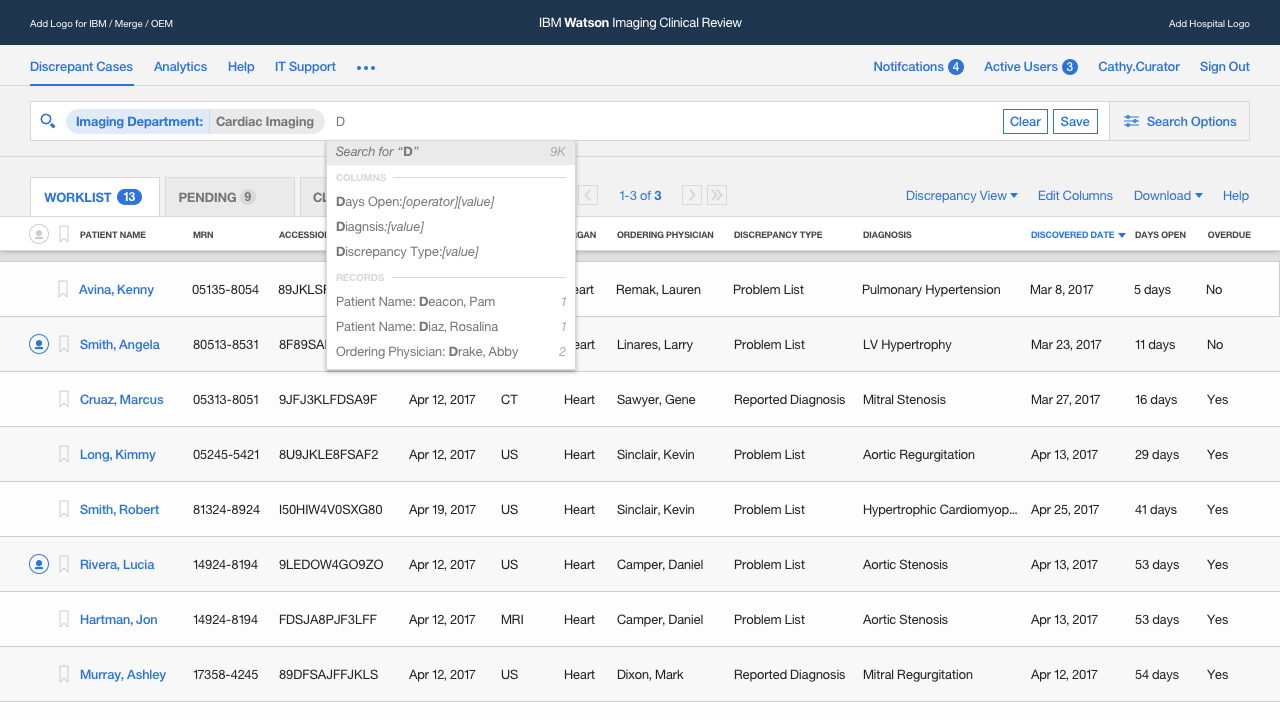 Add Logo for IBM / Merge / OEM
IBM Watson Imaging Clinical Review
Add Hospital Logo
Discrepant Cases Analytics Help IT Support
Notifcations 4 Active Users 3 Cathy.Curator Sign Out
Imaging Department: Cardiac Imaging D
Clear Save Search Options
Search for “D” 9K
COLUMNS
Days Open:[operator][value]
Diagnsis:[value]
Discrepancy Type:[value]
RECORDS
Patient Name: Deacon, Pam 1
Patient Name: Diaz, Rosalina 1
Ordering Physician: Drake, Abby 2
WORKLIST 13 PENDING 9 1-3 of 3 Discrepancy View Edit Columns Download Help
PATIENT NAME MRN ORDERING PHYSICIAN DISCREPANCY TYPE DIAGNOSIS DISCOVERED DATE DAYS OPEN OVERDUE
Avina, Kenny 05135-8054 Remak, Lauren Problem List Pulmonary Hypertension Mar 8, 2017 5 days No
Smith, Angela 80513-8531 Linares, Larry Problem List LV Hypertrophy Mar 23, 2017 11 days No
Cruaz, Marcus 05313-8051 9JFJ3KLFDSA9F Apr 12, 2017 CT Heart Sawyer, Gene Reported Diagnosis Mitral Stenosis Mar 27, 2017 16 days Yes
Long, Kimmy 05245-5421 8U9JKLE8FSAF2 Apr 12, 2017 US Heart Sinclair, Kevin Problem List Aortic Regurgitation Apr 13, 2017 29 days Yes
Smith, Robert 81324-8924 I50HIW4V0SXG80 Apr 19, 2017 US Heart Sinclair, Kevin Problem List Hypertrophic Cardiomyop... Apr 25, 2017 41 days Yes
Rivera, Lucia 14924-8194 9LEDOW4GO9ZO Apr 12, 2017 US Heart Camper, Daniel Problem List Aortic Stenosis Apr 13, 2017 53 days Yes
Hartman, Jon 14924-8194 FDSJA8PJF3LFF Apr 12, 2017 MRI Heart Camper, Daniel Problem List Aortic Stenosis Apr 13, 2017 53 days Yes
Murray, Ashley 17358-4245 89DFSAJFFJKLS Apr 12, 2017 US Heart Dixon, Mark Reported Diagnosis Mitral Regurgitation Apr 12, 2017 54 days Yes